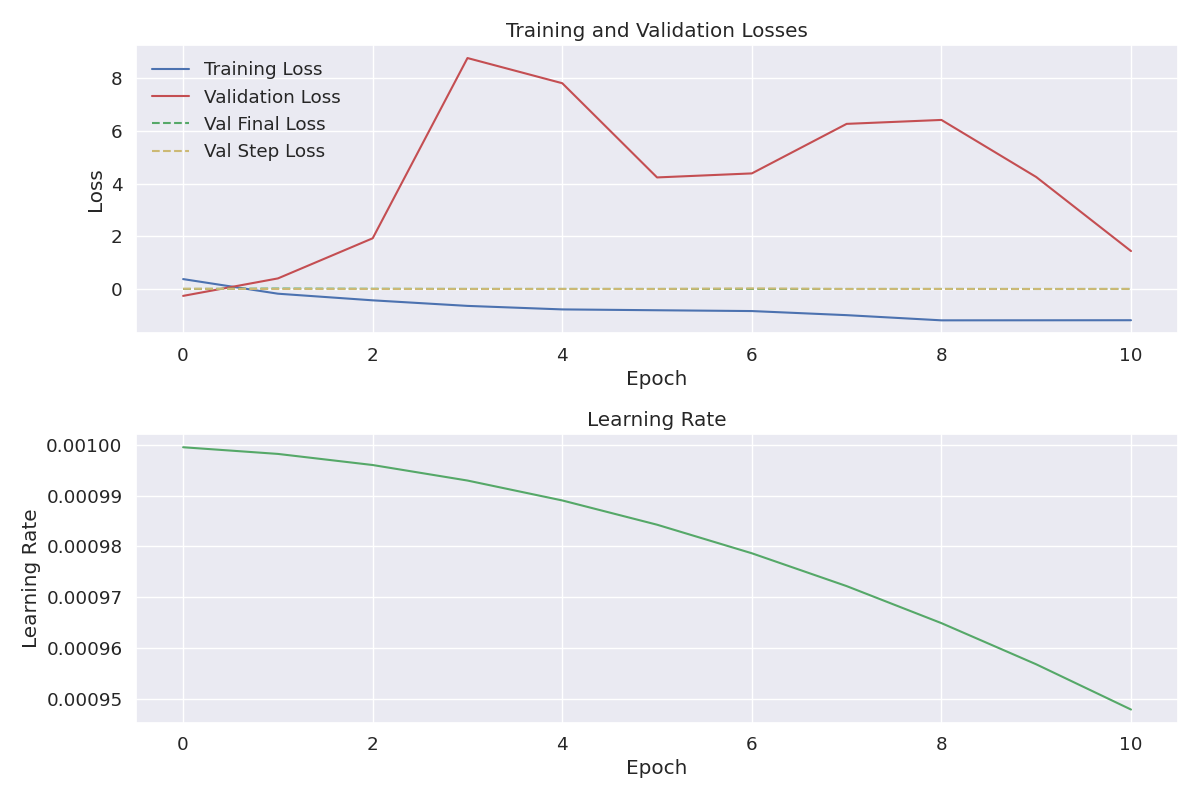 Training and Validation Losses
Training Loss
Validation Loss
Val Final Loss
Val Step Loss
Loss
8
6
4
2
0
0 2 4 6 8 10
Epoch
Learning Rate
Learning Rate
0.00100
0.00099
0.00098
0.00097
0.00096
0.00095
0 2 4 6 8 10
Epoch